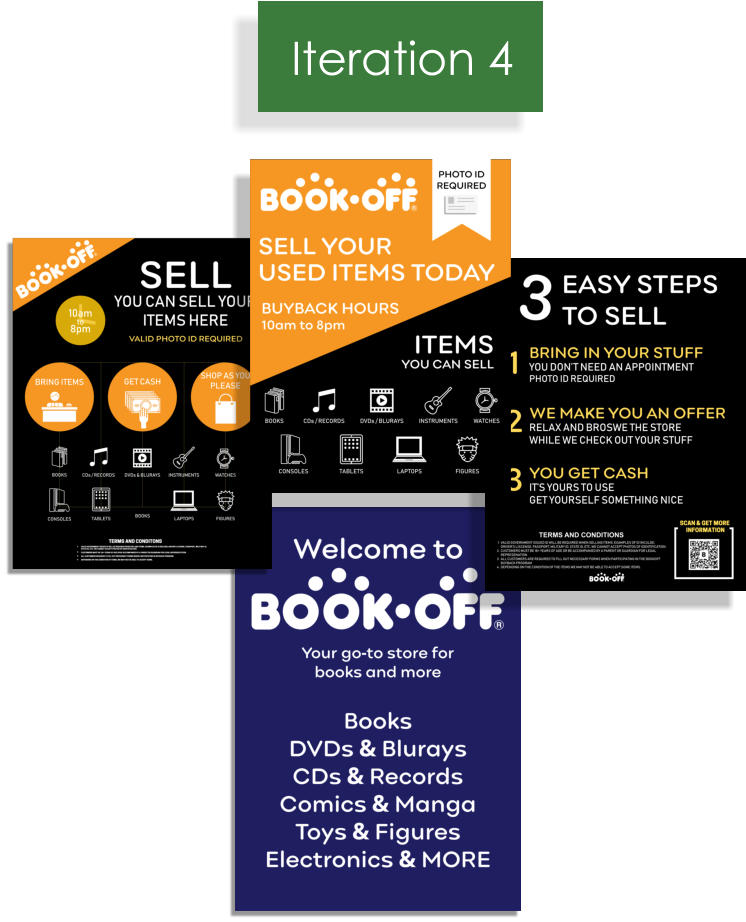 Iteration 4
BOOK•OFF®
PHOTO ID
REQUIRED
SELL YOUR
USED ITEMS TODAY
BUYBACK HOURS
10am to 8pm
ITEMS
YOU CAN SELL
BOOKS
CDs / RECORDS
DVDs / BLURAYS
INSTRUMENTS
WATCHES
CONSOLES
TABLETS
LAPTOPS
FIGURES
BOOK•OFF
SELL
YOU CAN SELL YOUR
ITEMS HERE
10am
to
8pm
VALID PHOTO ID REQUIRED
BRING ITEMS
GET CASH
SHOP AS YOU
PLEASE
BOOKS
CDs / RECORDS
DVDs & BLURAYS
INSTRUMENTS
WATCHES
CONSOLES
TABLETS
BOOKS
LAPTOPS
FIGURES
TERMS AND CONDITIONS
3 EASY STEPS
TO SELL
1 BRING IN YOUR STUFF
YOU DON'T NEED AN APPOINTMENT
PHOTO ID REQUIRED
2 WE MAKE YOU AN OFFER
RELAX AND BROSWE THE STORE
WHILE WE CHECK OUT YOUR STUFF
3 YOU GET CASH
IT'S YOURS TO USE
GET YOURSELF SOMETHING NICE
TERMS AND CONDITIONS
SCAN & GET MORE
INFORMATION
BOOK•OFF
Welcome to
BOOK•OFF®
Your go-to store for
books and more
Books
DVDs & Blurays
CDs & Records
Comics & Manga
Toys & Figures
Electronics & MORE